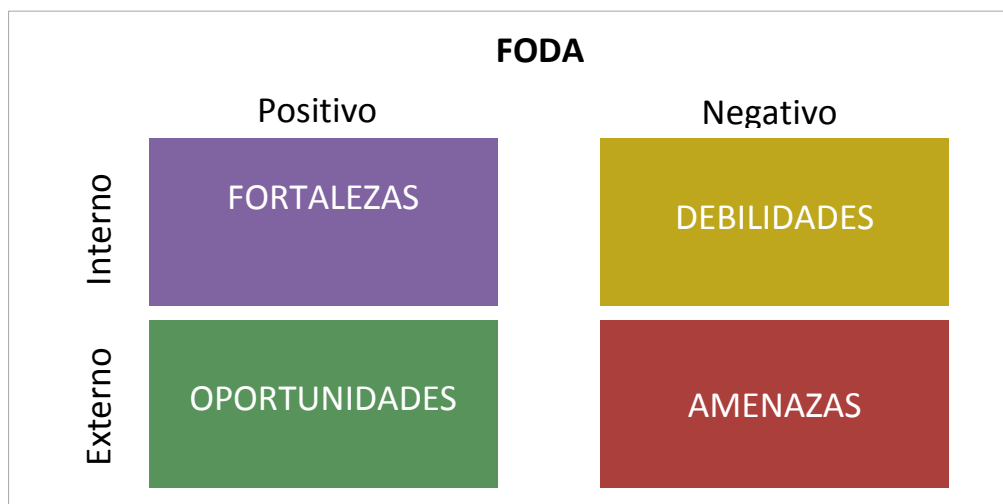 FODA
Positivo
Negativo
Interno
FORTALEZAS
DEBILIDADES
Externo
OPORTUNIDADES
AMENAZAS